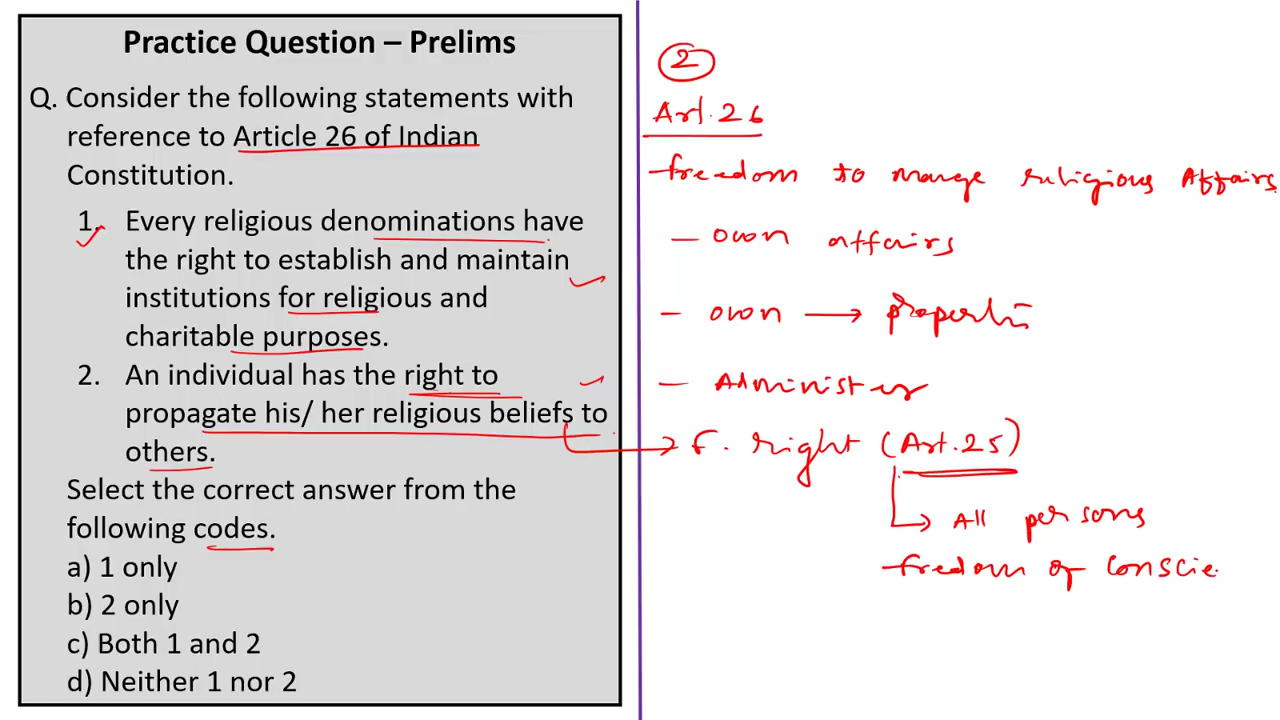 Practice Question – Prelims
Q. Consider the following statements with
reference to Article 26 of Indian
Constitution.
1. Every religious denominations have
the right to establish and maintain
institutions for religious and
charitable purposes.
2. An individual has the right to
propagate his/ her religious beliefs to
others.
Select the correct answer from the
following codes.
a) 1 only
b) 2 only
c) Both 1 and 2
d) Neither 1 nor 2
2
Art. 26
freedom to manage religious Affairs
– own affairs
– own → properti
– Administer
→ F. right (Art. 25)
→ All persons
freedom of conscie